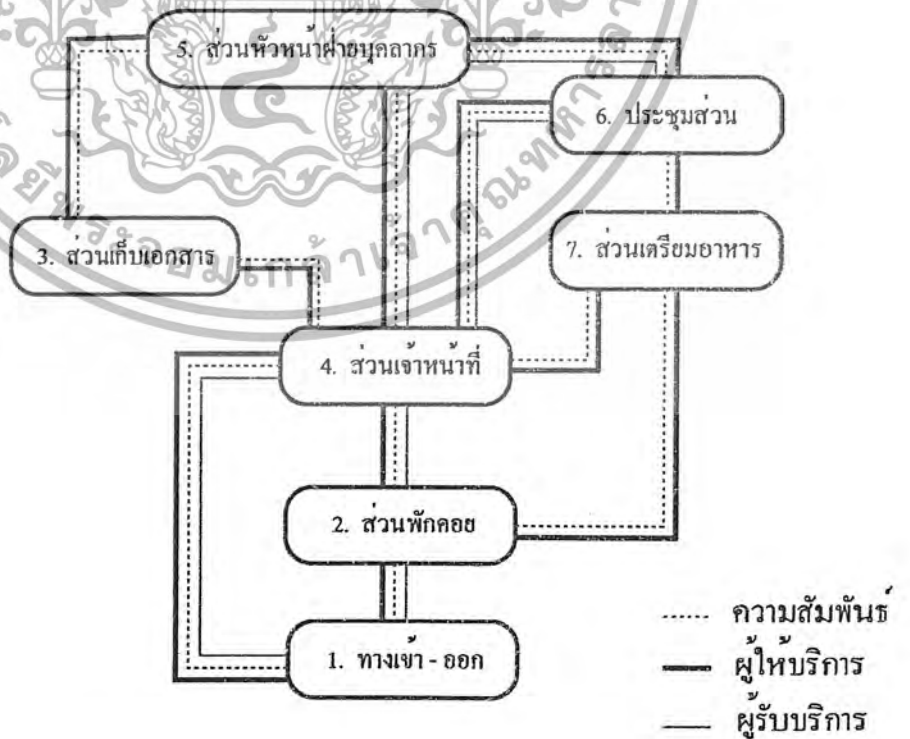 5. ส่วนหัวหน้าฝ่ายบุคลากร
6. ประชุมส่วน
3. ส่วนเก็บเอกสาร
7. ส่วนเตรียมอาหาร
4. ส่วนเจ้าหน้าที่
2. ส่วนพักคอย
1. ทางเข้า - ออก
ความสัมพันธ์
ผู้ให้บริการ
ผู้รับบริการ